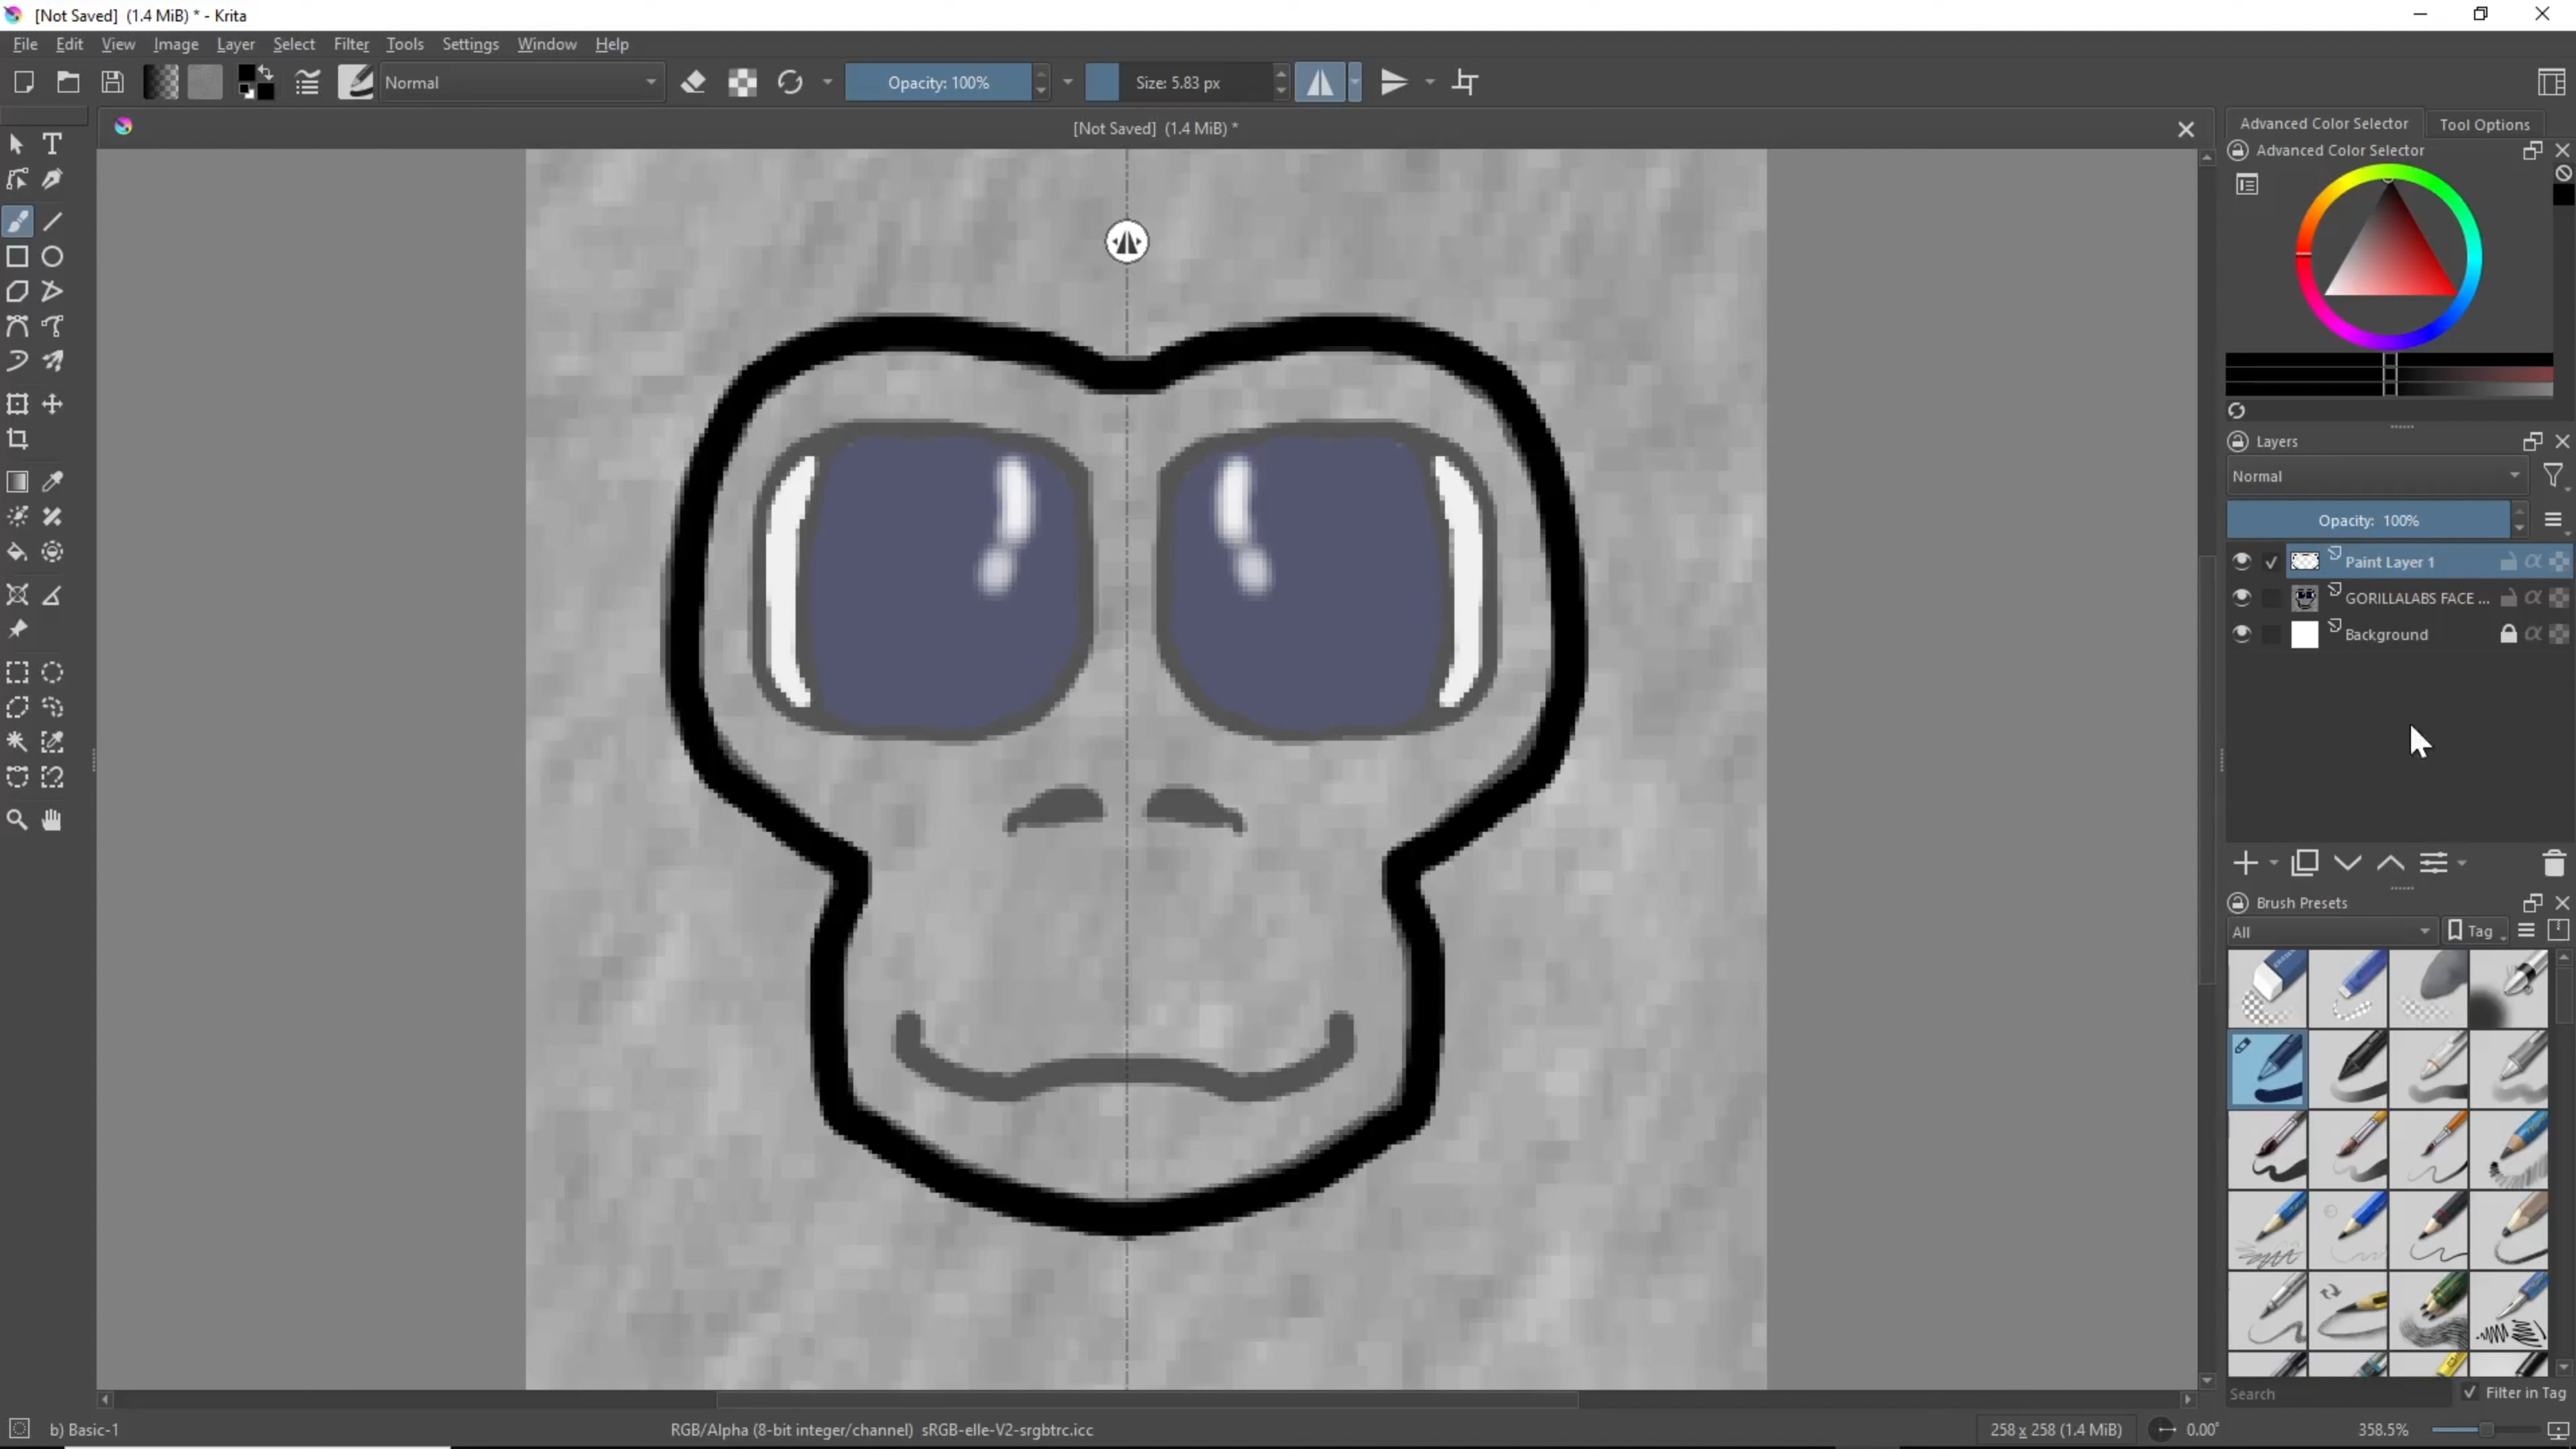 [Not Saved] (1.4 MiB) * - Krita
File Edit View Image Layer Select Filter Tools Settings Window Help
Normal Opacity: 100% Size: 5.83 px
[Not Saved] (1.4 MiB) *
Advanced Color Selector Tool Options
Advanced Color Selector
Layers
Normal
Opacity: 100%
Paint Layer 1
GORILLALABS FACE ...
Background
Brush Presets
All Tag
Search Filter in Tag
b) Basic-1 RGB/Alpha (8-bit integer/channel) sRGB-elle-V2-srgbtrc.icc 258 x 258 (1.4 MiB) 0.00° 358.5%